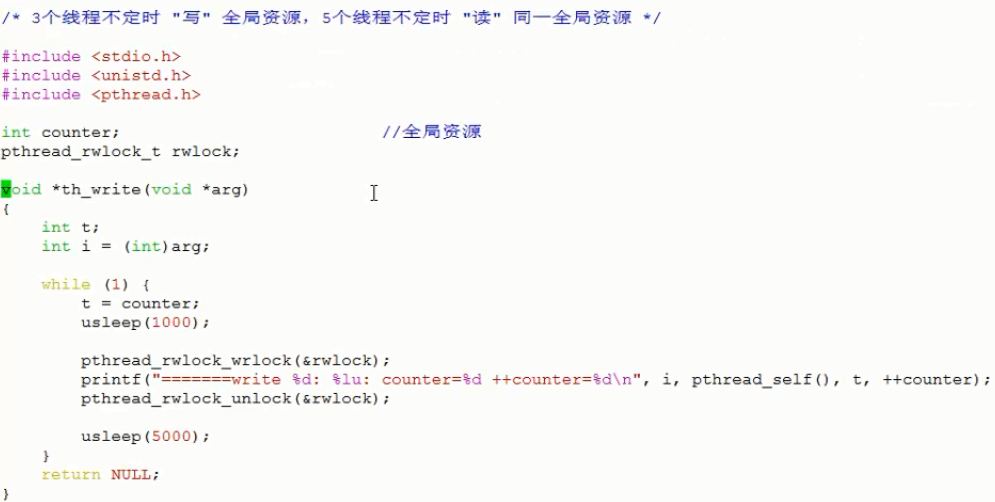 /* 3个线程不定时 "写" 全局资源，5个线程不定时 "读" 同一全局资源 */
#include <stdio.h>
#include <unistd.h>
#include <pthread.h>
int counter;                          //全局资源
pthread_rwlock_t rwlock;
void *th_write(void *arg)
{
    int t;
    int i = (int)arg;
    while (1) {
        t = counter;
        usleep(1000);
        pthread_rwlock_wrlock(&rwlock);
        printf("=======write %d: %lu: counter=%d ++counter=%d\n", i, pthread_self(), t, ++counter);
        pthread_rwlock_unlock(&rwlock);
        usleep(5000);
    }
    return NULL;
}